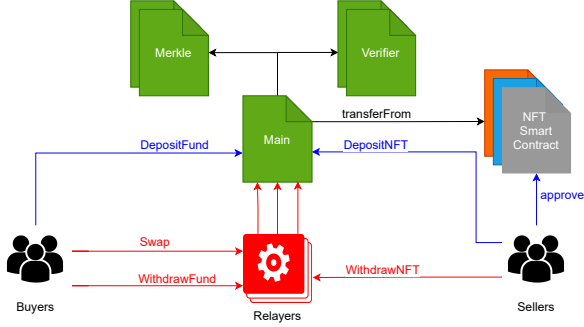 Merkle
Verifier
transferFrom
NFT
Smart
Contract
Main
DepositFund
DepositNFT
approve
Swap
WithdrawFund
WithdrawNFT
Buyers
Relayers
Sellers